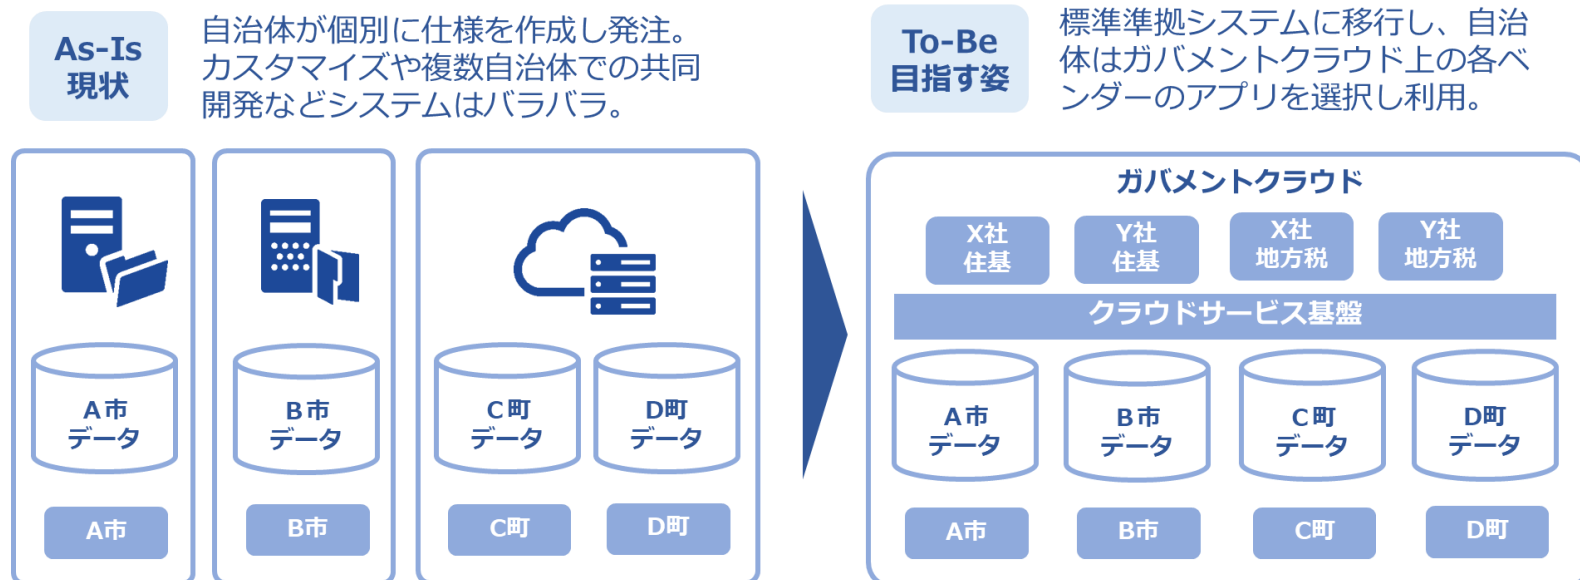 As-Is
現状
自治体が個別に仕様を作成し発注。
カスタマイズや複数自治体での共同
開発などシステムはバラバラ。
A市
データ
B市
データ
C町
データ
D町
データ
A市
B市
C町
D町
To-Be
目指す姿
標準準拠システムに移行し、自治
体はガバメントクラウド上の各ベ
ンダーのアプリを選択し利用。
ガバメントクラウド
X社
住基
Y社
住基
X社
地方税
Y社
地方税
クラウドサービス基盤
A市
データ
B市
データ
C町
データ
D町
データ
A市
B市
C町
D町